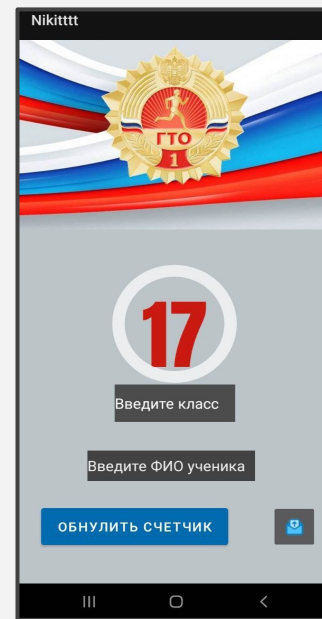 Nikitttt
ГТО
1
17
Введите класс
Введите ФИО ученика
ОБНУЛИТЬ СЧЕТЧИК